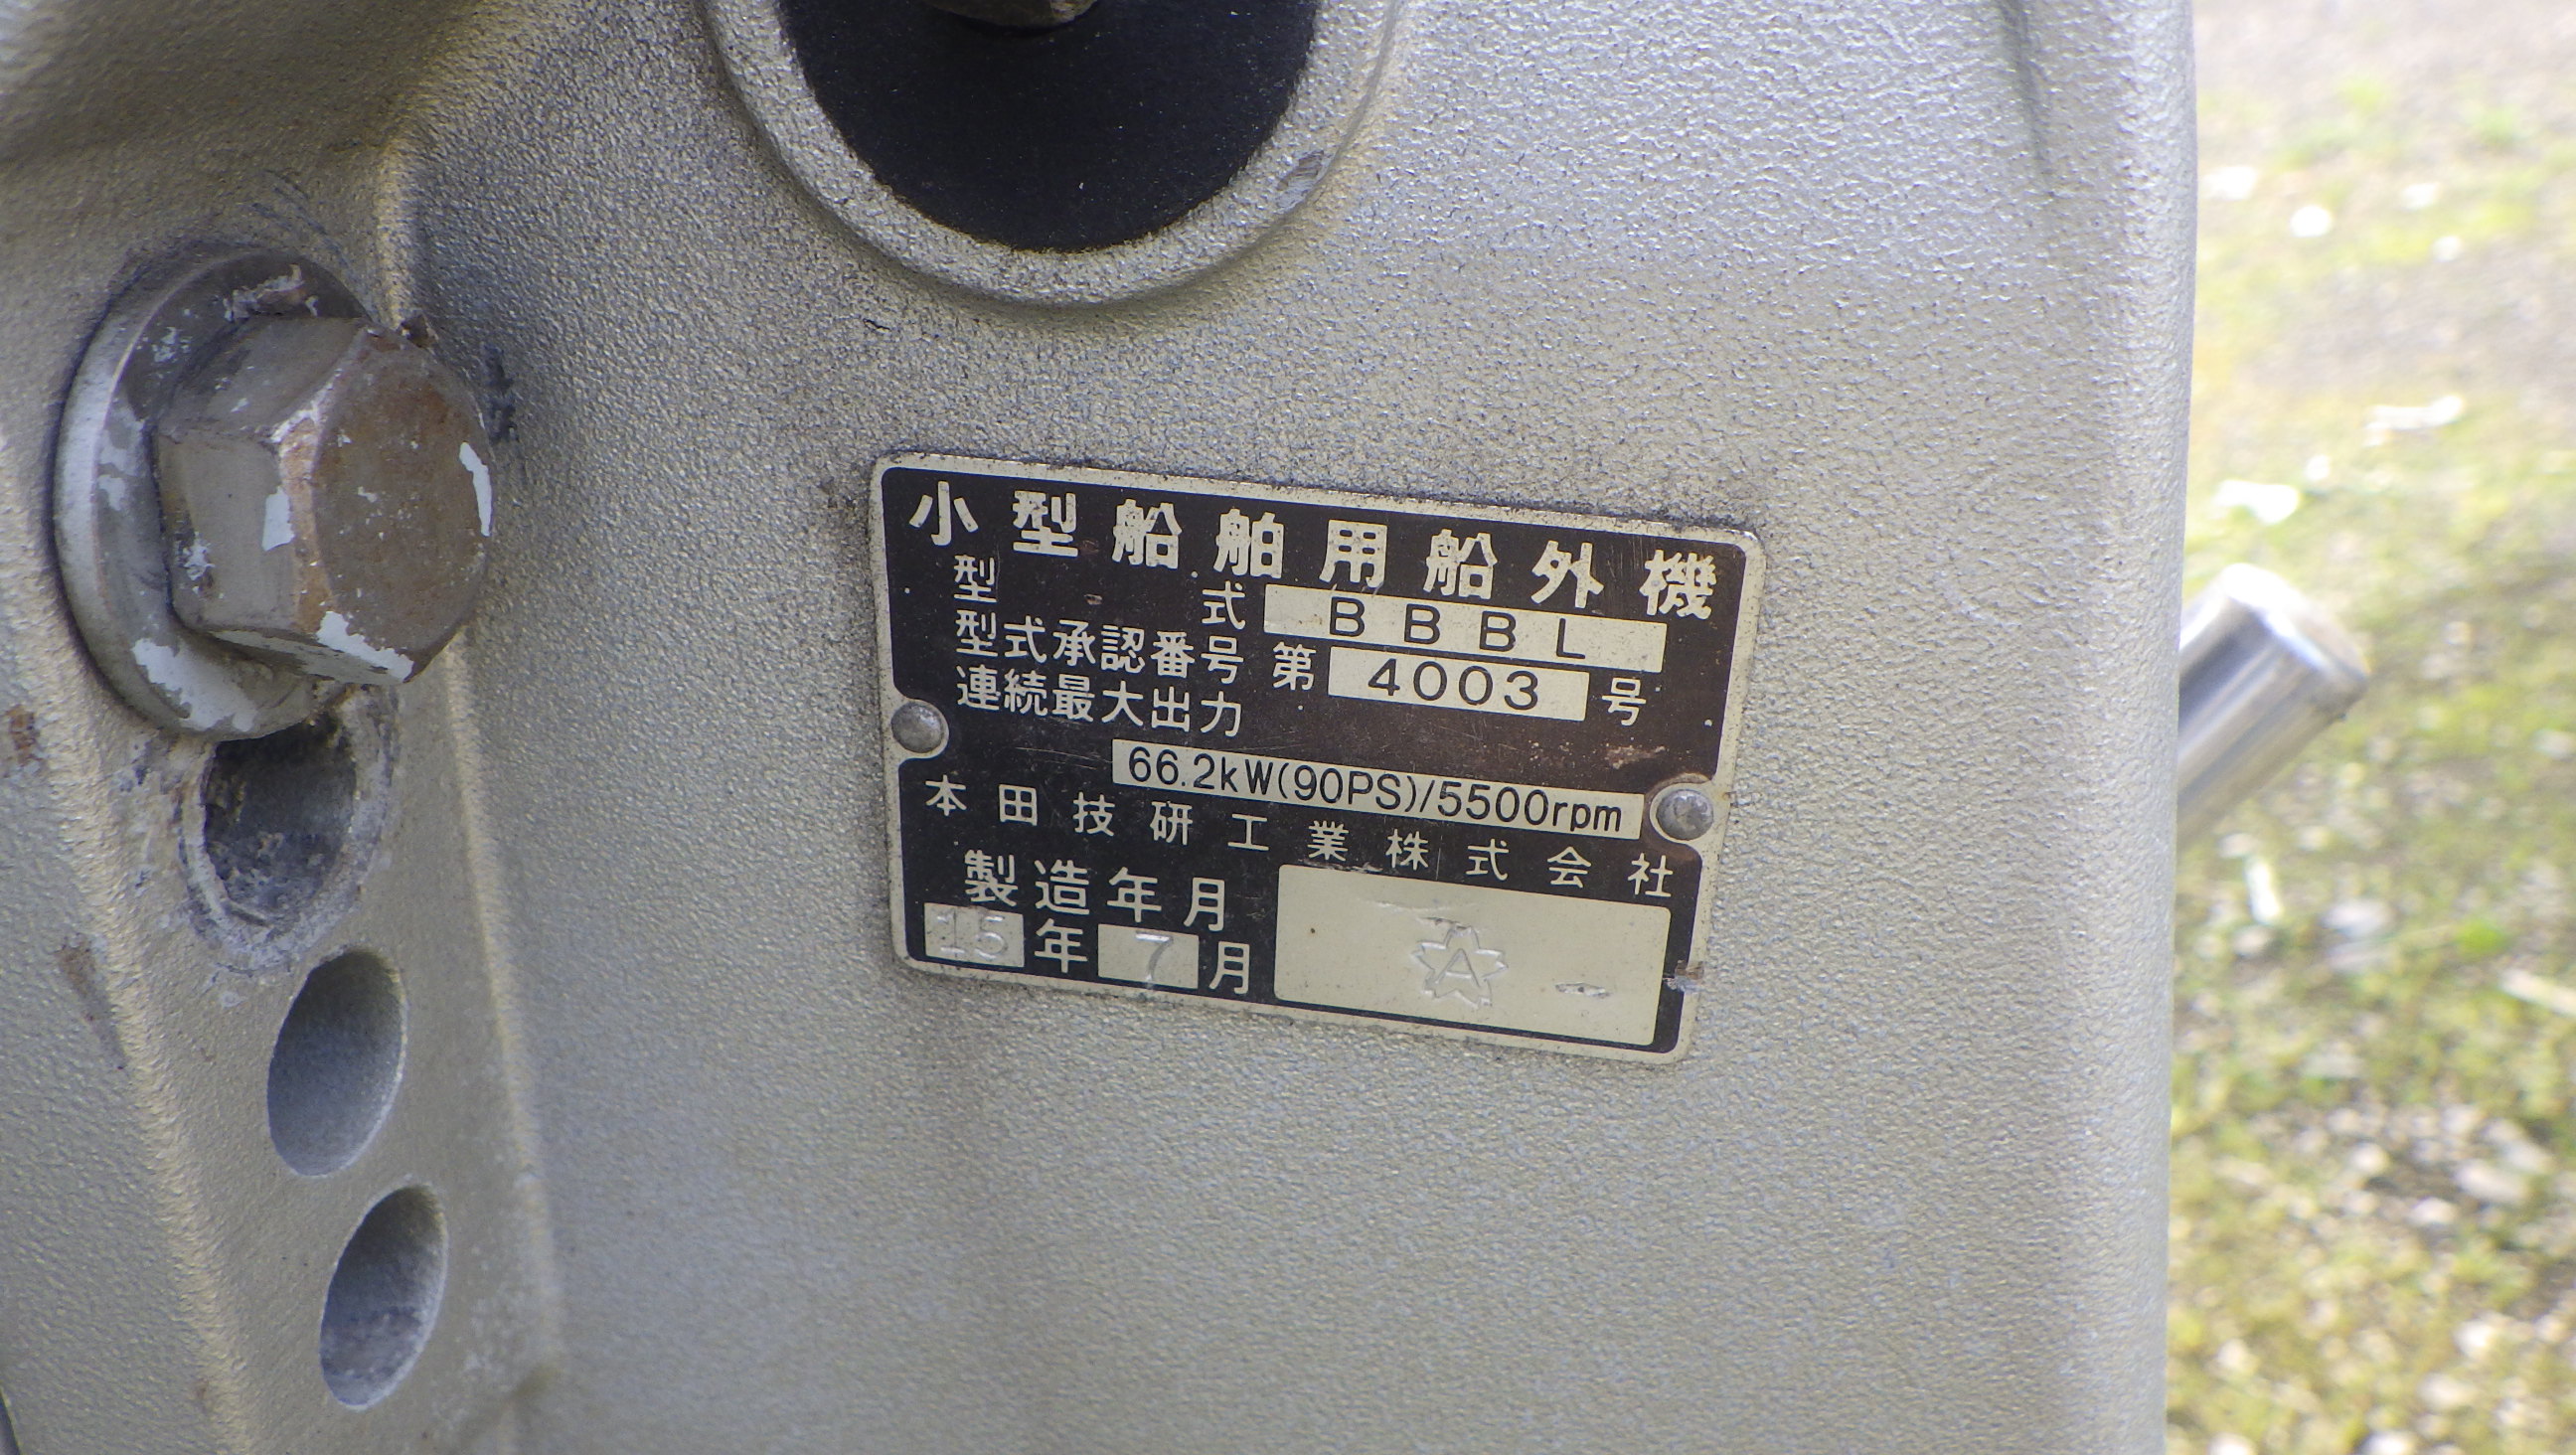 小型船舶用船外機
型式 BBBL
型式承認番号 第 4003 号
連続最大出力
66.2kW(90PS)/5500rpm
本田技研工業株式会社
製造年月
15年7月
A